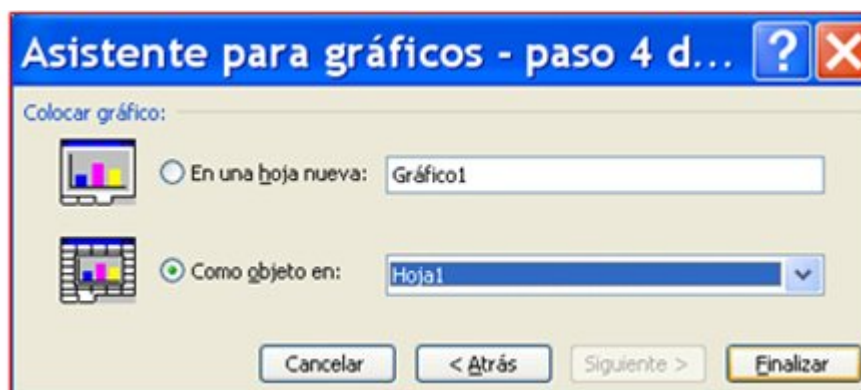 Asistente para gráficos - paso 4 d...
Colocar gráfico:
En una hoja nueva: Gráfico1
Como objeto en: Hoja1
Cancelar < Atrás Siguiente > Finalizar